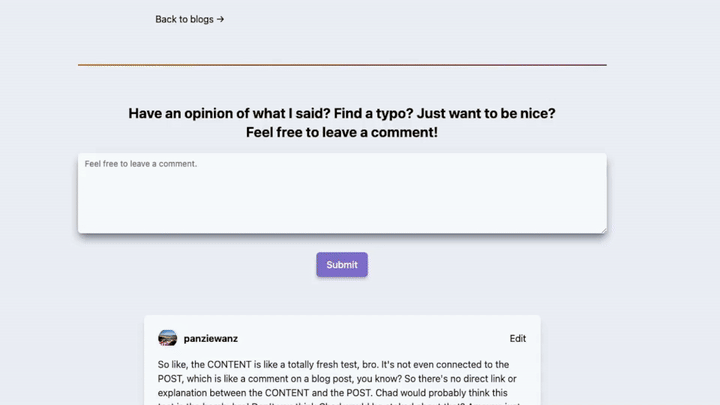 Back to blogs →
Have an opinion of what I said? Find a typo? Just want to be nice?
Feel free to leave a comment!
Feel free to leave a comment.
Submit
panziewanz
Edit
So like, the CONTENT is like a totally fresh test, bro. It's not even connected to the
POST, which is like a comment on a blog post, you know? So there's no direct link or
explanation between the CONTENT and the POST. Chad would probably think this